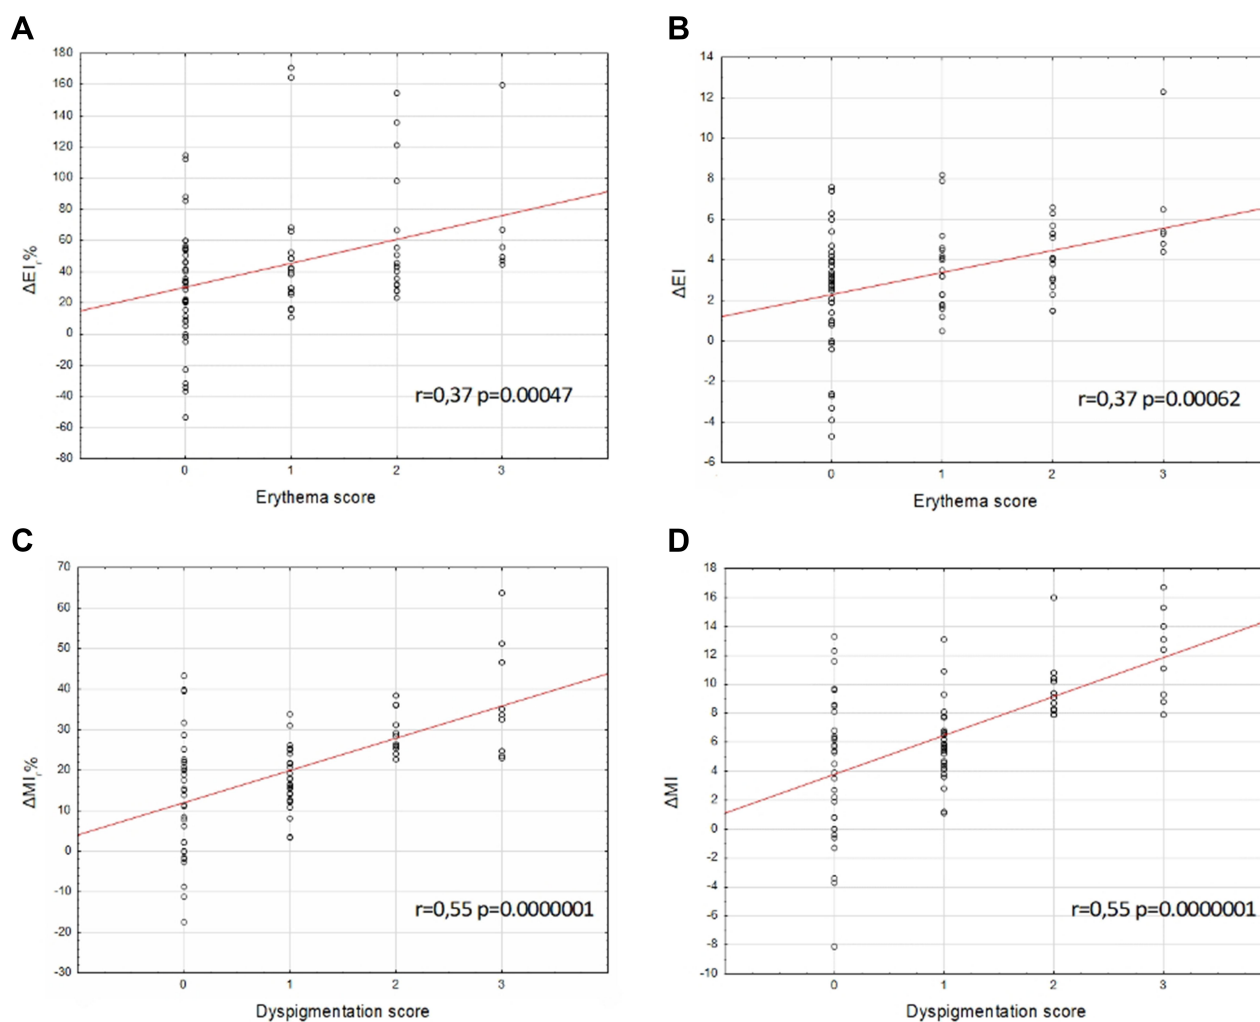 A
180
160
140
120
100
80
60
40
20
0
-20
-40
-60
-80
ΔEI,%
r=0,37 p=0.00047
0 1 2 3
Erythema score
B
14
12
10
8
6
4
2
0
-2
-4
-6
ΔEI
r=0,37 p=0.00062
0 1 2 3
Erythema score
C
70
60
50
40
30
20
10
0
-10
-20
-30
ΔMI,%
r=0,55 p=0.0000001
0 1 2 3
Dyspigmentation score
D
18
16
14
12
10
8
6
4
2
0
-2
-4
-6
-8
-10
ΔMI
r=0,55 p=0.0000001
0 1 2 3
Dyspigmentation score